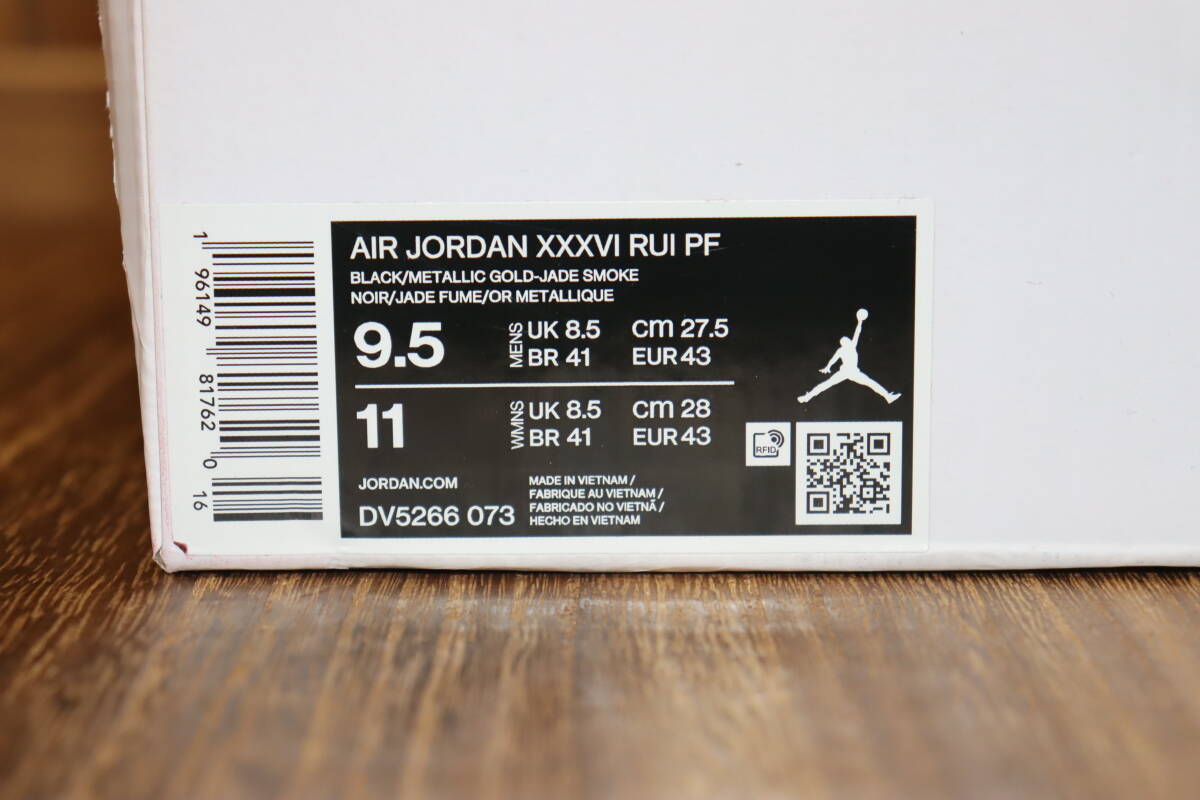 1 96149 81762 0 16
AIR JORDAN XXXVI RUI PF
BLACK/METALLIC GOLD-JADE SMOKE
NOIR/JADE FUME/OR METALLIQUE
9.5 MENS UK 8.5 cm 27.5
BR 41 EUR 43
11 WMNS UK 8.5 cm 28
BR 41 EUR 43
RFID
JORDAN.COM
DV5266 073
MADE IN VIETNAM /
FABRIQUE AU VIETNAM /
FABRICADO NO VIETNÃ /
HECHO EN VIETNAM